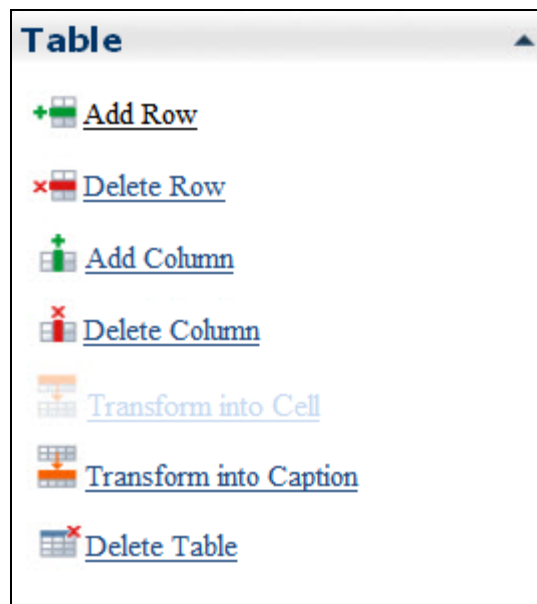 Table
Add Row
Delete Row
Add Column
Delete Column
Transform into Cell
Transform into Caption
Delete Table